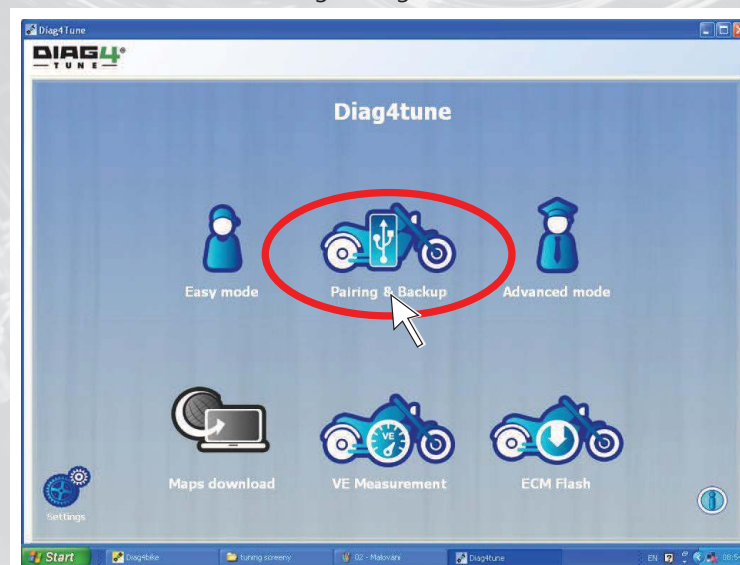 Diag4Tune
DIAG4®
TUNE
Diag4tune
Easy mode
Pairing & Backup
Advanced mode
VE
Maps download
VE Measurement
ECM Flash
Settings
Start
Diag4bike
tuning screeny
02 - Malování
Diag4tune
EN